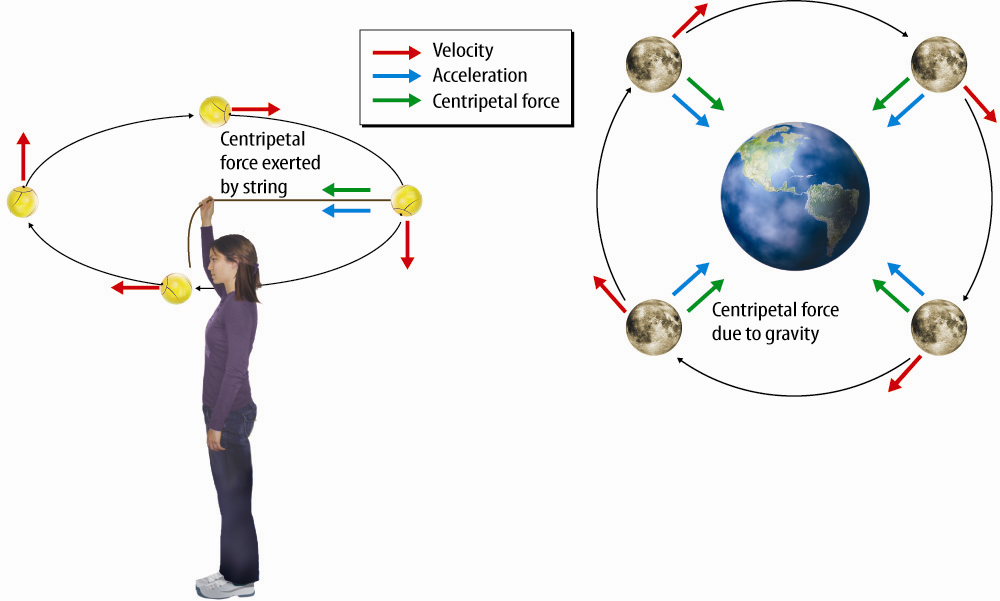 Velocity
Acceleration
Centripetal force
Centripetal
force exerted
by string
Centripetal force
due to gravity